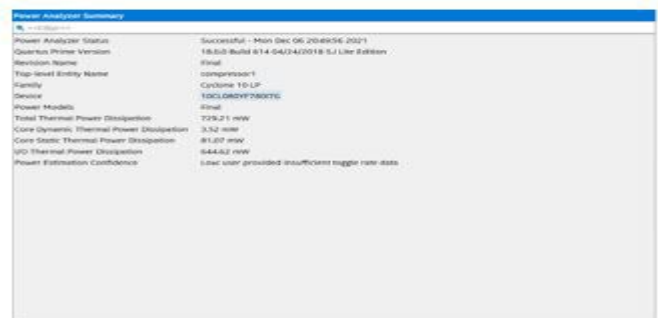 Power Analyzer Summary
<<Filter>>
Power Analyzer Status Successful - Mon Dec 06 20:49:56 2021
Quartus Prime Version 18.0.0 Build 614 04/24/2018 SJ Lite Edition
Revision Name Final
Top-level Entity Name compressor1
Family Cyclone 10 LP
Device 10CL080YF780I7G
Power Models Final
Total Thermal Power Dissipation 729.21 mW
Core Dynamic Thermal Power Dissipation 3.52 mW
Core Static Thermal Power Dissipation 81.07 mW
I/O Thermal Power Dissipation 644.62 mW
Power Estimation Confidence Low: user provided insufficient toggle rate data